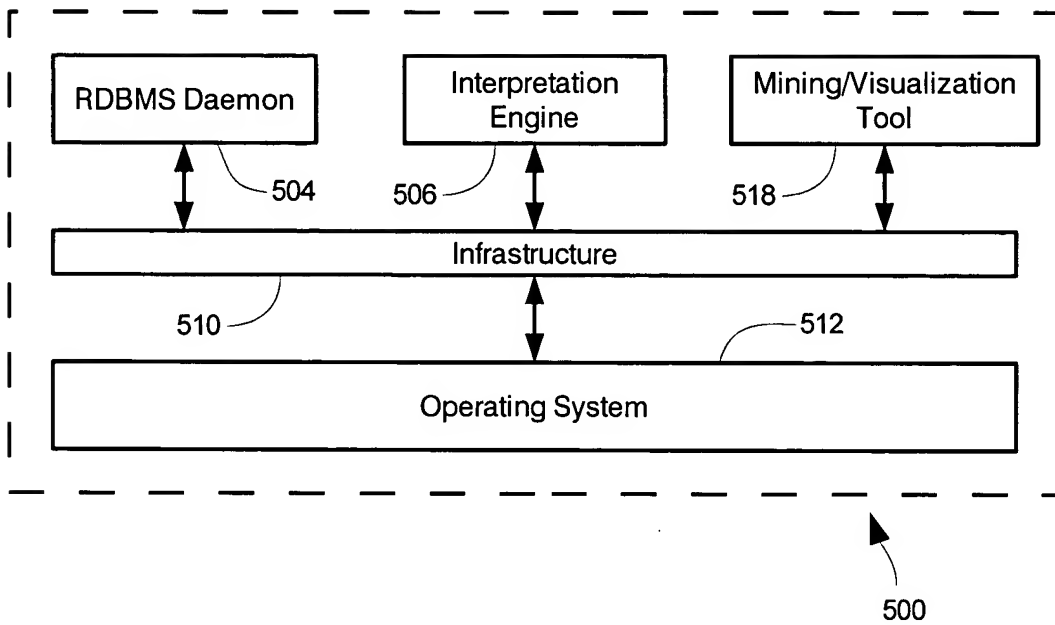 RDBMS Daemon
Interpretation
Engine
Mining/Visualization
Tool
504
506
518
Infrastructure
510
512
Operating System
500